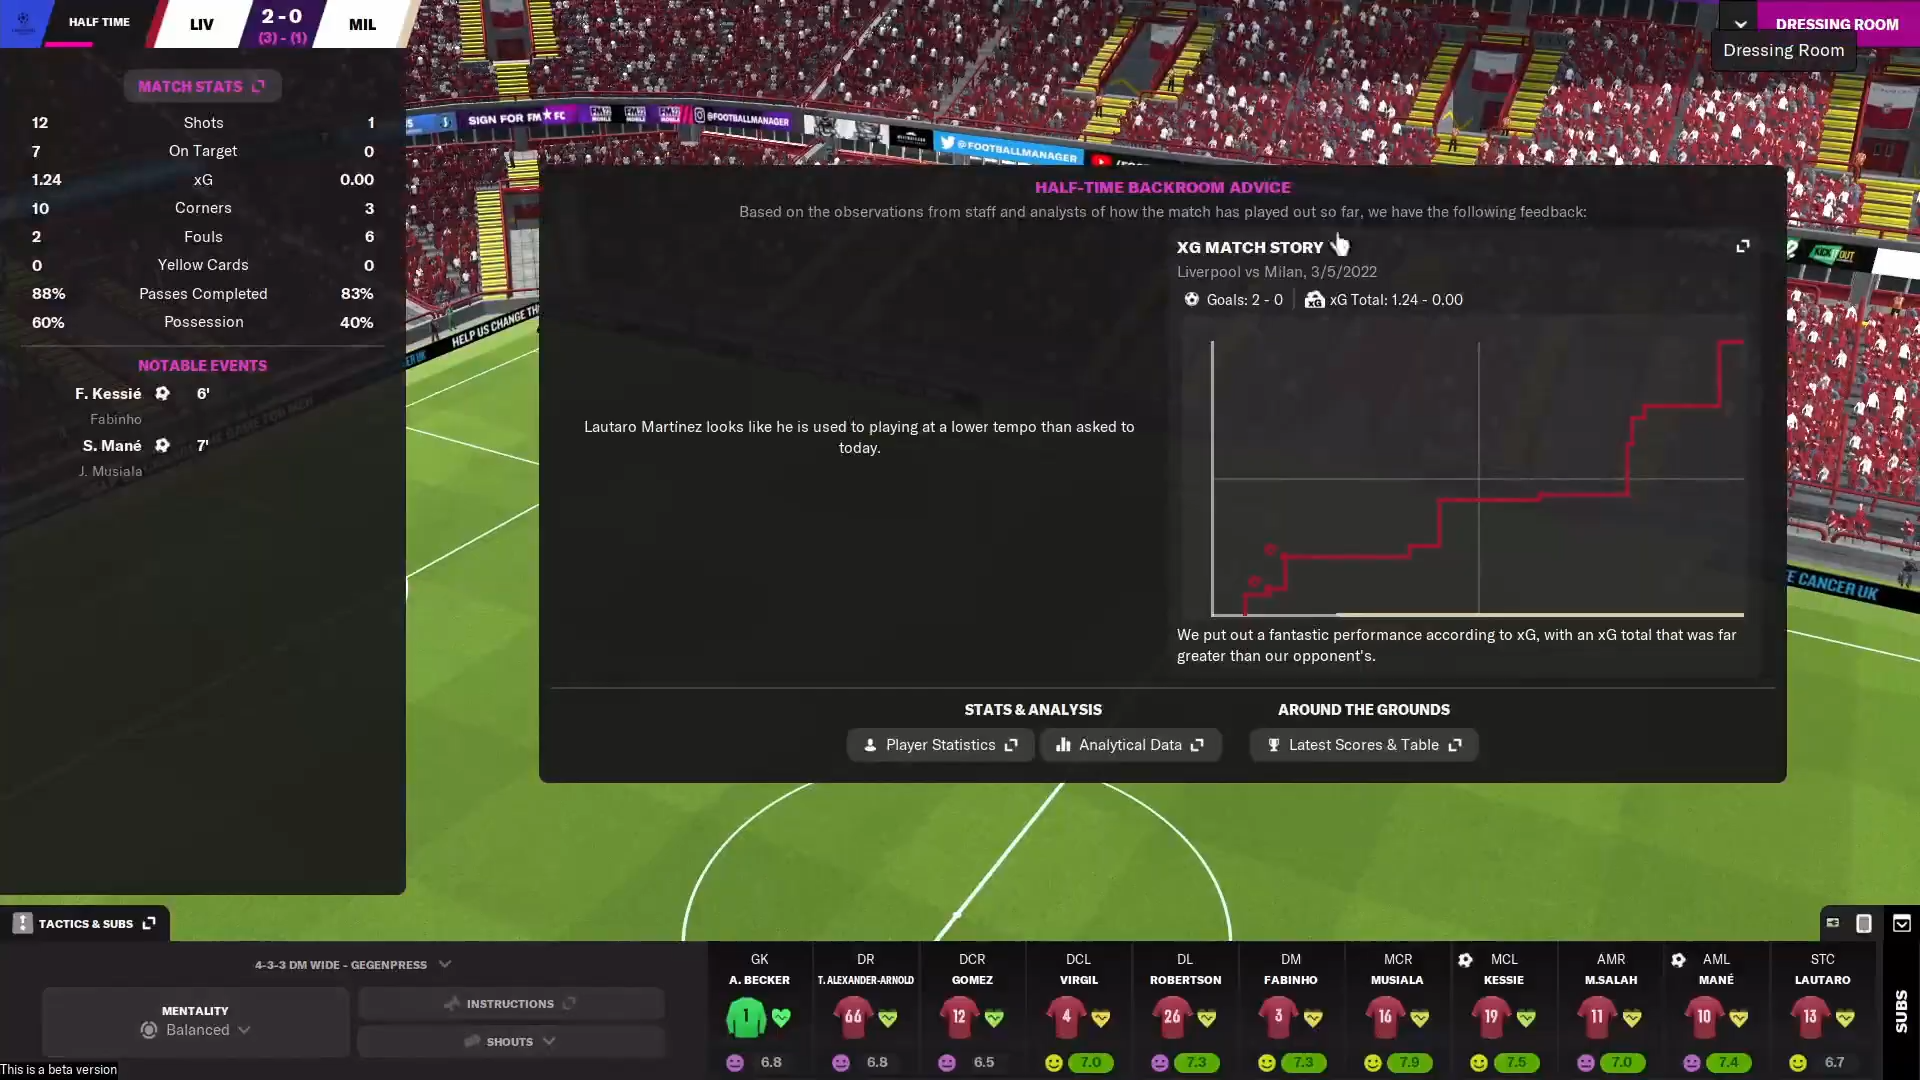 HALF TIME
LIV
2 - 0
(3) - (1)
MIL
DRESSING ROOM
Dressing Room
MATCH STATS
12 Shots 1
7 On Target 0
1.24 xG 0.00
10 Corners 3
2 Fouls 6
0 Yellow Cards 0
88% Passes Completed 83%
60% Possession 40%
NOTABLE EVENTS
F. Kessié 6'
Fabinho
S. Mané 7'
J. Musiala
SIGN FOR FM★FC
@FOOTBALLMANAGER
@FOOTBALLMANAGER
HELP US CHANGE TH
KICK IT OUT
E CANCER UK
HALF-TIME BACKROOM ADVICE
Based on the observations from staff and analysts of how the match has played out so far, we have the following feedback:
Lautaro Martínez looks like he is used to playing at a lower tempo than asked to
today.
XG MATCH STORY
Liverpool vs Milan, 3/5/2022
Goals: 2 - 0
xG xG Total: 1.24 - 0.00
We put out a fantastic performance according to xG, with an xG total that was far
greater than our opponent's.
STATS & ANALYSIS
AROUND THE GROUNDS
Player Statistics
Analytical Data
Latest Scores & Table
TACTICS & SUBS
4-3-3 DM WIDE - GEGENPRESS
MENTALITY
Balanced
INSTRUCTIONS
SHOUTS
GK DR DCR DCL DL DM MCR MCL AMR AML STC
A. BECKER T. ALEXANDER-ARNOLD GOMEZ VIRGIL ROBERTSON FABINHO MUSIALA KESSIE M.SALAH MANÉ LAUTARO
1 66 12 4 26 3 16 19 11 10 13
6.8 6.8 6.5 7.0 7.3 7.3 7.9 7.5 7.0 7.4 6.7
SUBS
This is a beta version